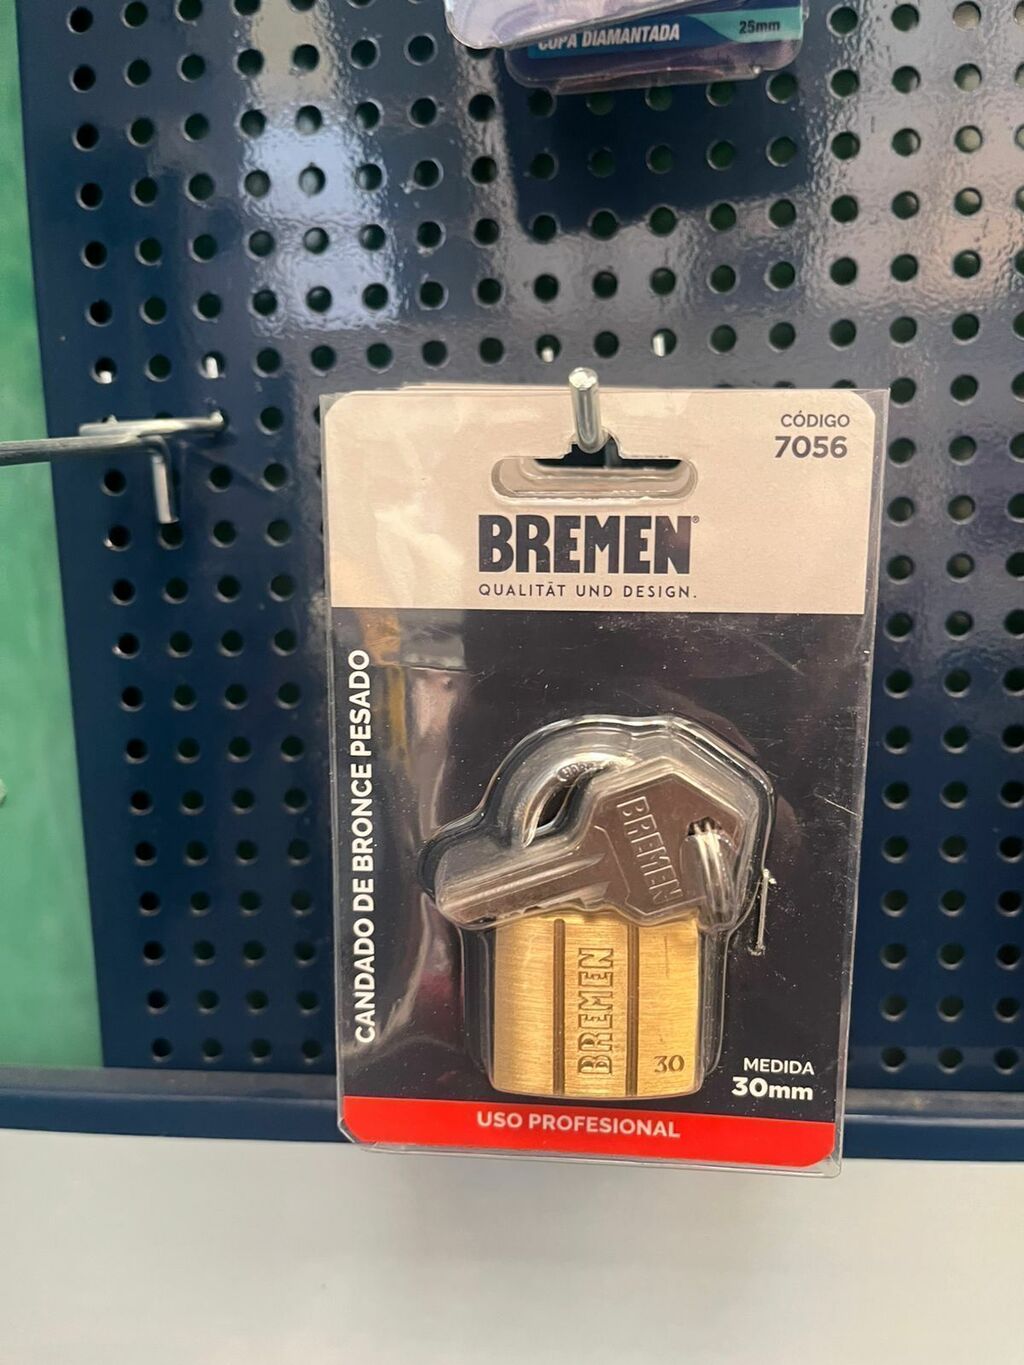 COPA DIAMANTADA
25mm
CÓDIGO
7056
BREMEN®
QUALITÄT UND DESIGN.
CANDADO DE BRONCE PESADO
BREMEN
BREMEN
30
MEDIDA
30mm
USO PROFESIONAL